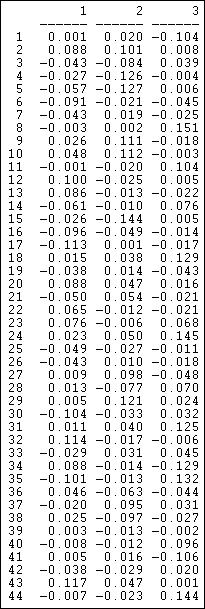 1 2 3
------ ------ ------
1 0.001 0.020 -0.104
2 0.088 0.101 0.008
3 -0.043 -0.084 0.039
4 -0.027 -0.126 -0.004
5 -0.057 -0.127 0.006
6 -0.091 -0.021 -0.045
7 -0.043 0.019 -0.025
8 -0.003 0.002 0.151
9 0.026 0.111 -0.018
10 0.048 0.112 -0.003
11 -0.001 -0.020 0.104
12 0.100 -0.025 0.005
13 0.086 -0.013 -0.022
14 -0.061 -0.010 0.076
15 -0.026 -0.144 0.005
16 -0.096 -0.049 -0.014
17 -0.113 0.001 -0.017
18 0.015 0.038 0.129
19 -0.038 0.014 -0.043
20 0.088 0.047 0.016
21 -0.050 0.054 -0.021
22 0.065 -0.012 -0.021
23 0.076 -0.006 0.068
24 0.023 0.050 0.145
25 -0.049 -0.027 -0.011
26 -0.043 0.010 -0.018
27 0.009 0.098 -0.048
28 0.013 -0.077 0.070
29 0.005 0.121 0.024
30 -0.104 -0.033 0.032
31 0.011 0.040 0.125
32 0.114 -0.017 -0.006
33 -0.029 0.031 -0.045
34 0.088 -0.014 -0.129
35 -0.101 -0.013 0.132
36 0.046 -0.063 -0.044
37 -0.020 0.095 0.031
38 0.025 -0.097 -0.027
39 0.003 -0.013 -0.002
40 -0.008 -0.012 0.096
41 0.005 0.016 -0.106
42 -0.038 -0.029 0.020
43 0.117 0.047 0.001
44 -0.007 -0.023 0.144